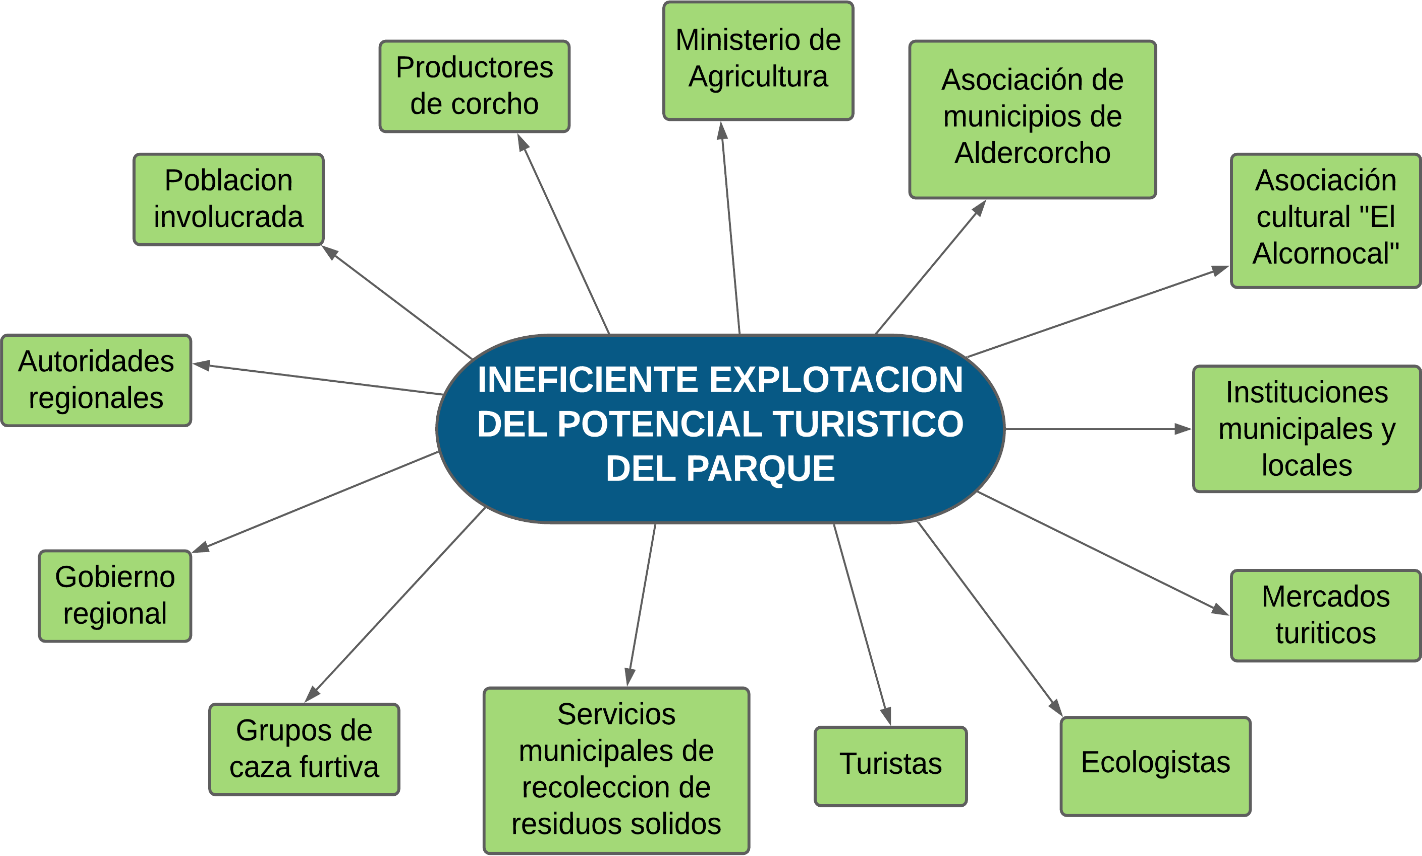 Ministerio de
Agricultura
Productores
de corcho
Asociación de
municipios de
Aldercorcho
Poblacion
involucrada
Asociación
cultural "El
Alcornocal"
Autoridades
regionales
INEFICIENTE EXPLOTACION
DEL POTENCIAL TURISTICO
DEL PARQUE
Instituciones
municipales y
locales
Gobierno
regional
Mercados
turiticos
Grupos de
caza furtiva
Servicios
municipales de
recoleccion de
residuos solidos
Turistas
Ecologistas